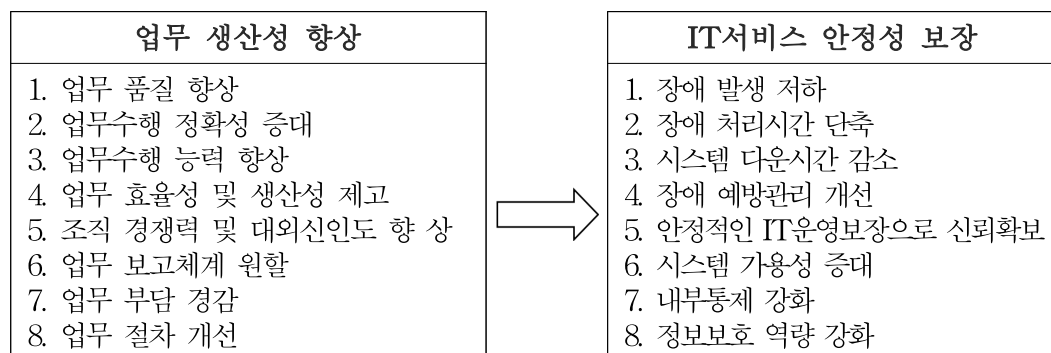 업무 생산성 향상
1. 업무 품질 향상
2. 업무수행 정확성 증대
3. 업무수행 능력 향상
4. 업무 효율성 및 생산성 제고
5. 조직 경쟁력 및 대외신인도 향 상
6. 업무 보고체계 원할
7. 업무 부담 경감
8. 업무 절차 개선
IT서비스 안정성 보장
1. 장애 발생 저하
2. 장애 처리시간 단축
3. 시스템 다운시간 감소
4. 장애 예방관리 개선
5. 안정적인 IT운영보장으로 신뢰확보
6. 시스템 가용성 증대
7. 내부통제 강화
8. 정보보호 역량 강화